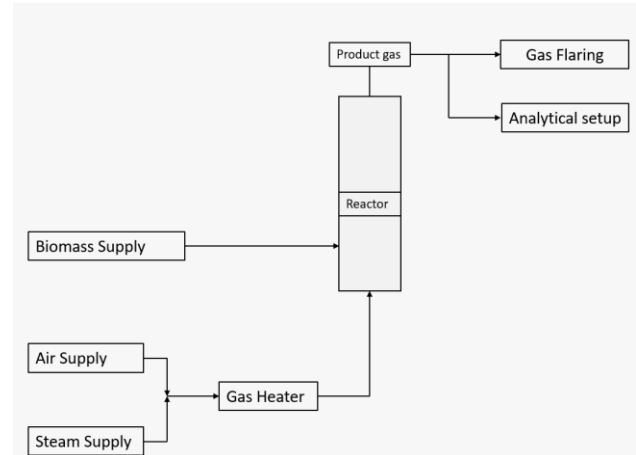 Product gas
Gas Flaring
Analytical setup
Reactor
Biomass Supply
Air Supply
Gas Heater
Steam Supply